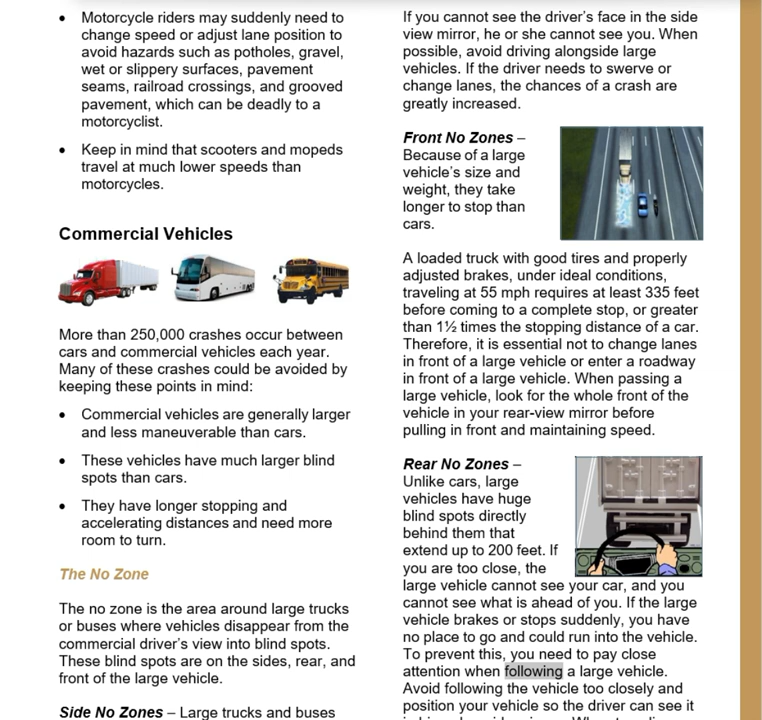 • Motorcycle riders may suddenly need to
change speed or adjust lane position to
avoid hazards such as potholes, gravel,
wet or slippery surfaces, pavement
seams, railroad crossings, and grooved
pavement, which can be deadly to a
motorcyclist.
• Keep in mind that scooters and mopeds
travel at much lower speeds than
motorcycles.
Commercial Vehicles
More than 250,000 crashes occur between
cars and commercial vehicles each year.
Many of these crashes could be avoided by
keeping these points in mind:
• Commercial vehicles are generally larger
and less maneuverable than cars.
• These vehicles have much larger blind
spots than cars.
• They have longer stopping and
accelerating distances and need more
room to turn.
The No Zone
The no zone is the area around large trucks
or buses where vehicles disappear from the
commercial driver's view into blind spots.
These blind spots are on the sides, rear, and
front of the large vehicle.
Side No Zones – Large trucks and buses
If you cannot see the driver's face in the side
view mirror, he or she cannot see you. When
possible, avoid driving alongside large
vehicles. If the driver needs to swerve or
change lanes, the chances of a crash are
greatly increased.
Front No Zones –
Because of a large
vehicle's size and
weight, they take
longer to stop than
cars.
A loaded truck with good tires and properly
adjusted brakes, under ideal conditions,
traveling at 55 mph requires at least 335 feet
before coming to a complete stop, or greater
than 1½ times the stopping distance of a car.
Therefore, it is essential not to change lanes
in front of a large vehicle or enter a roadway
in front of a large vehicle. When passing a
large vehicle, look for the whole front of the
vehicle in your rear-view mirror before
pulling in front and maintaining speed.
Rear No Zones –
Unlike cars, large
vehicles have huge
blind spots directly
behind them that
extend up to 200 feet. If
you are too close, the
large vehicle cannot see your car, and you
cannot see what is ahead of you. If the large
vehicle brakes or stops suddenly, you have
no place to go and could run into the vehicle.
To prevent this, you need to pay close
attention when following a large vehicle.
Avoid following the vehicle too closely and
position your vehicle so the driver can see it